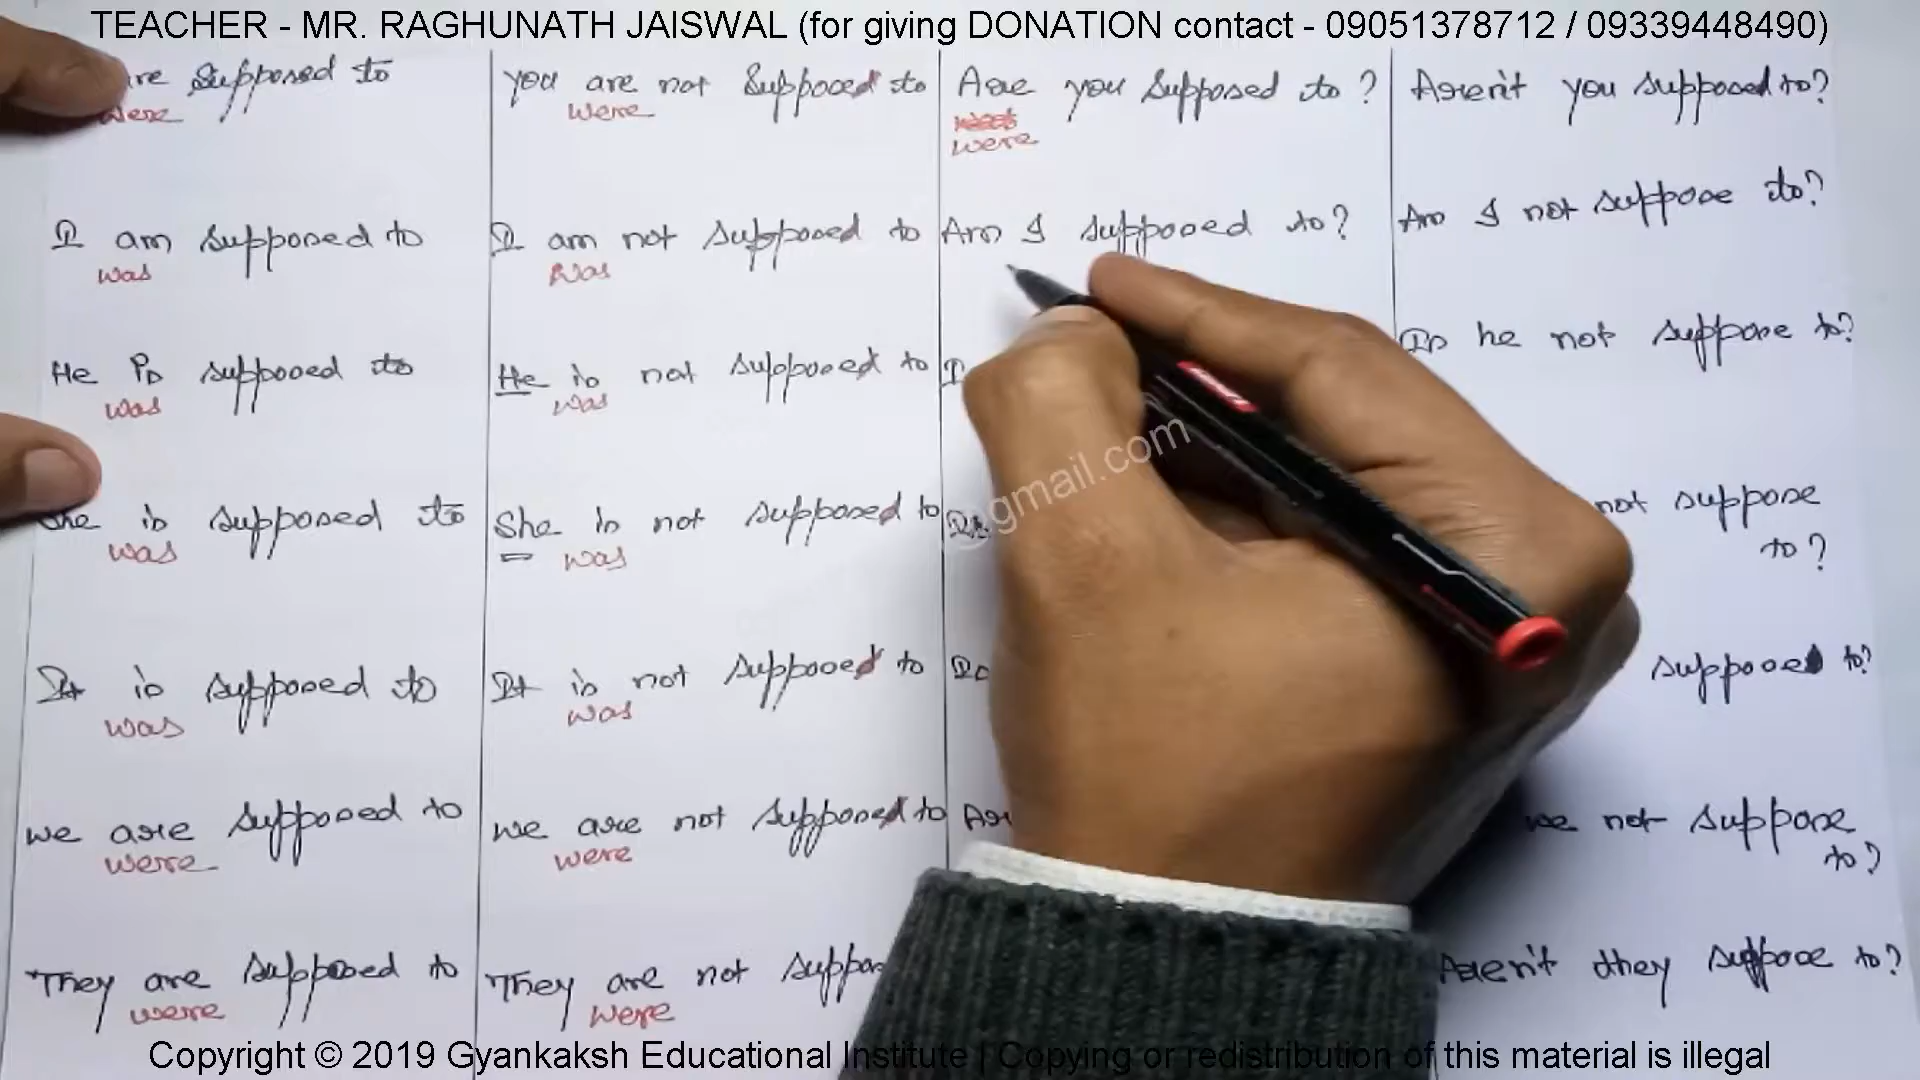 TEACHER - MR. RAGHUNATH JAISWAL (for giving DONATION contact - 09051378712 / 09339448490)
are supposed to
were
you are not supposed to
were
Are you supposed to?
were
Aren't you supposed to?
I am supposed to
was
I am not supposed to
was
Am I supposed to?
Am I not suppose to?
He is supposed to
was
He is not supposed to
was
Is he not suppose to?
She is supposed to
was
She is not supposed to
was
not suppose
to?
It is supposed to
was
It is not supposed to
was
supposed to?
we are supposed to
were
we are not supposed to
were
we not suppose
to?
They are supposed to
were
They are not
were
Aren't they suppose to?
@gmail.com
Copyright © 2019 Gyankaksh Educational Institute | Copying or redistribution of this material is illegal